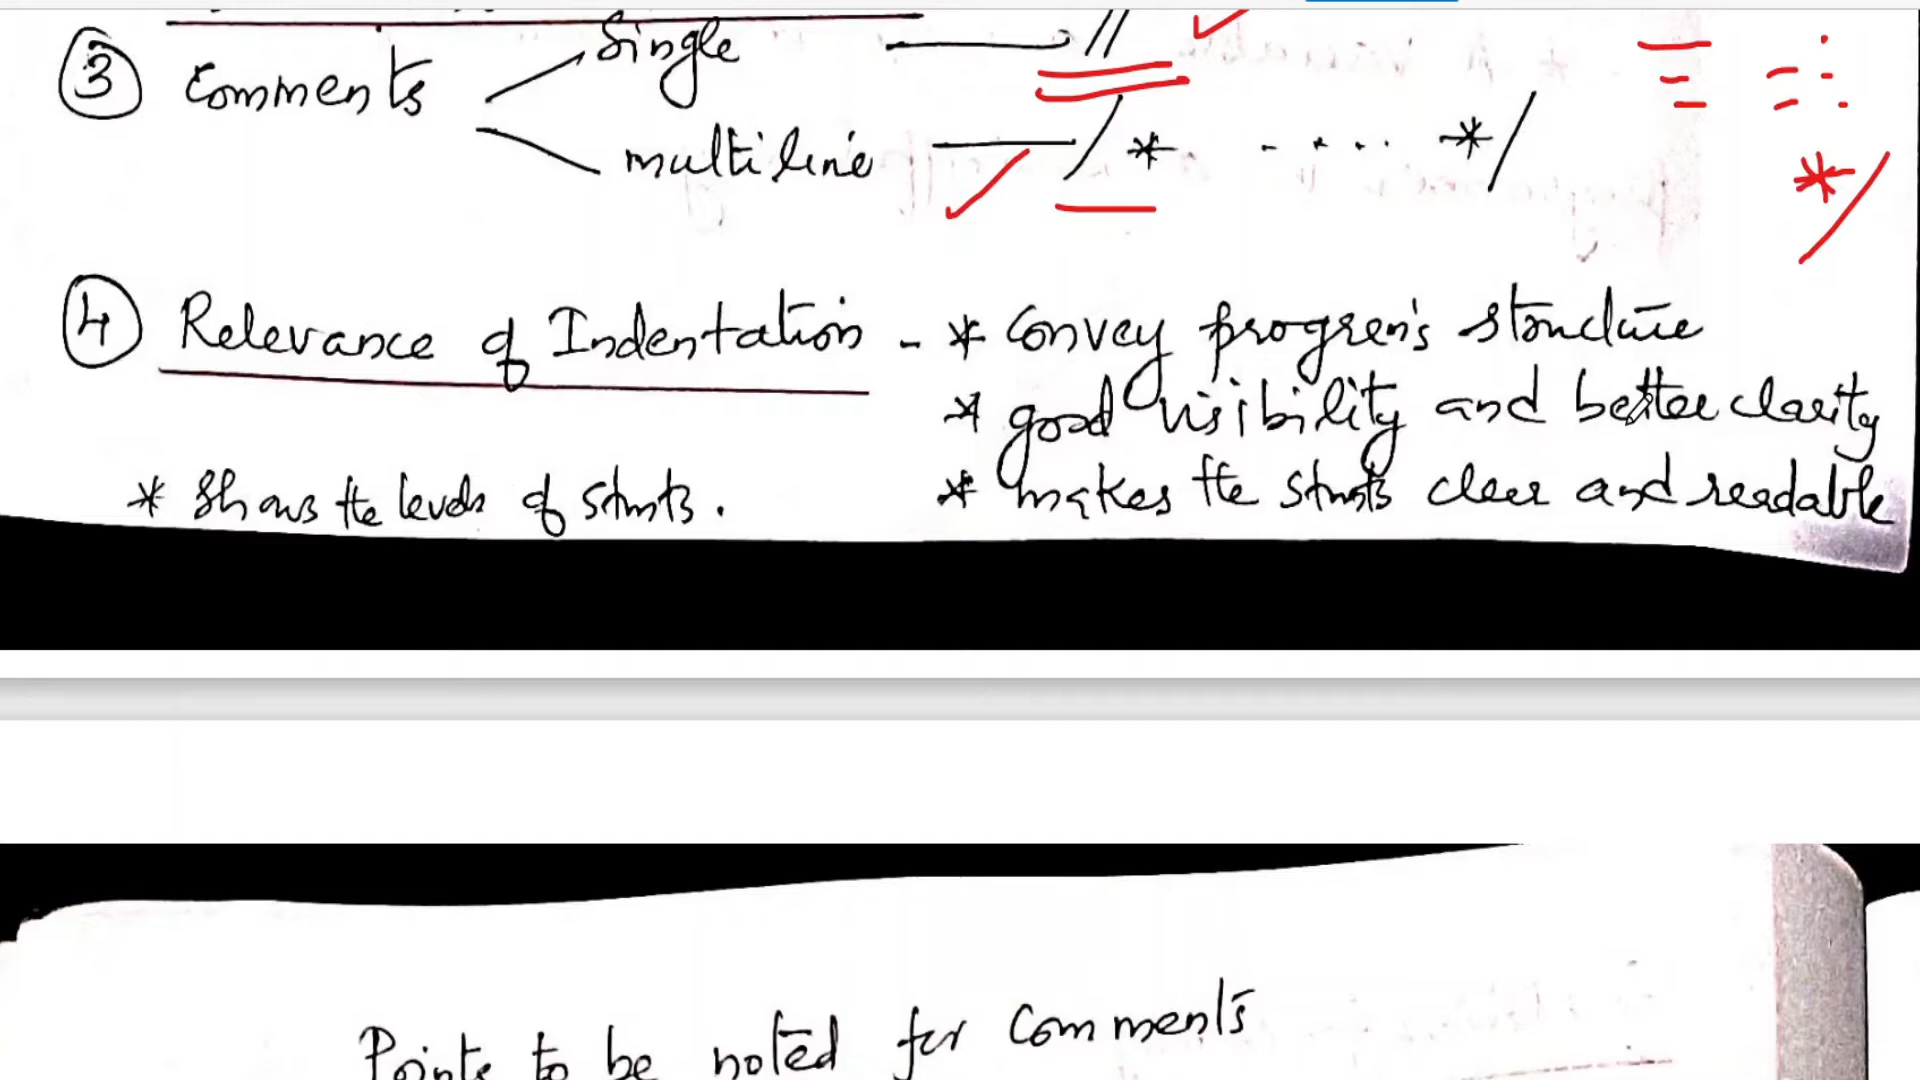 ③ Comments Single ——— //
multiline ——— /* - . . . . */
*/
④ Relevance of Indentation - * Convey program's structure
* good visibility and better clarity
* Shows the levels of stmts. * makes the stmts clear and readable
Points to be noted for Comments